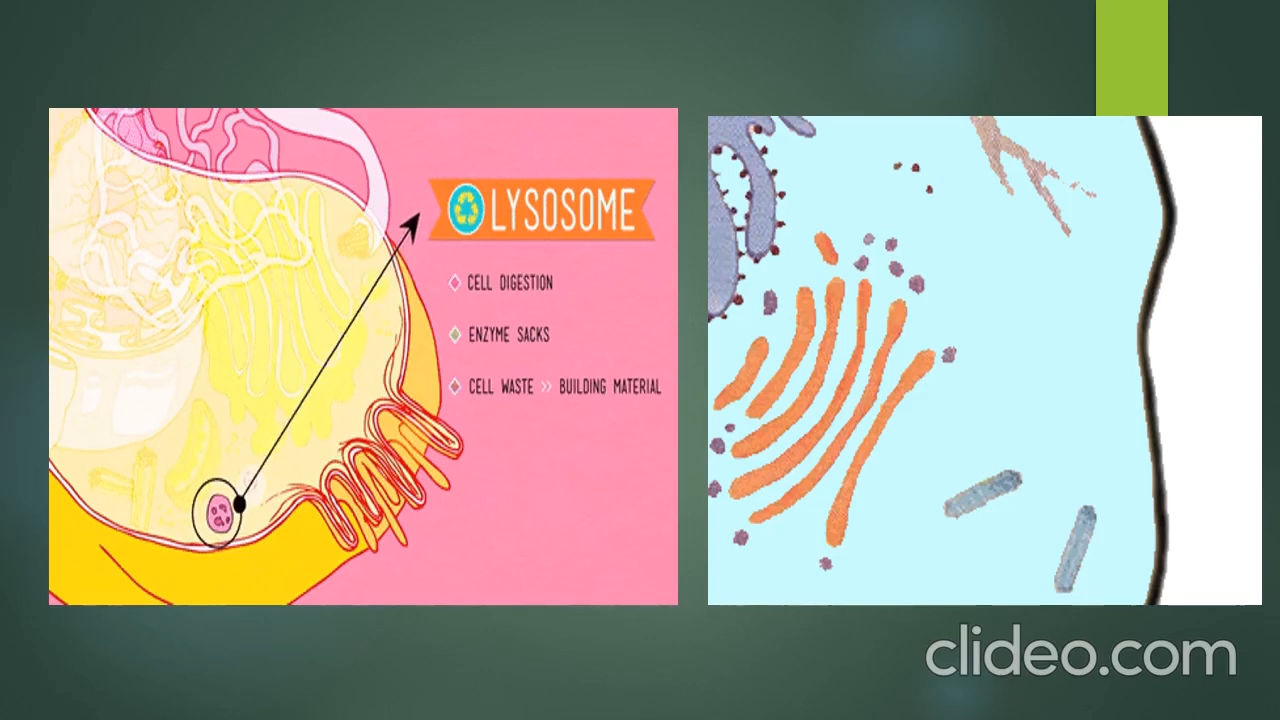 LYSOSOME
CELL DIGESTION
ENZYME SACKS
CELL WASTE >> BUILDING MATERIAL
clideo.com